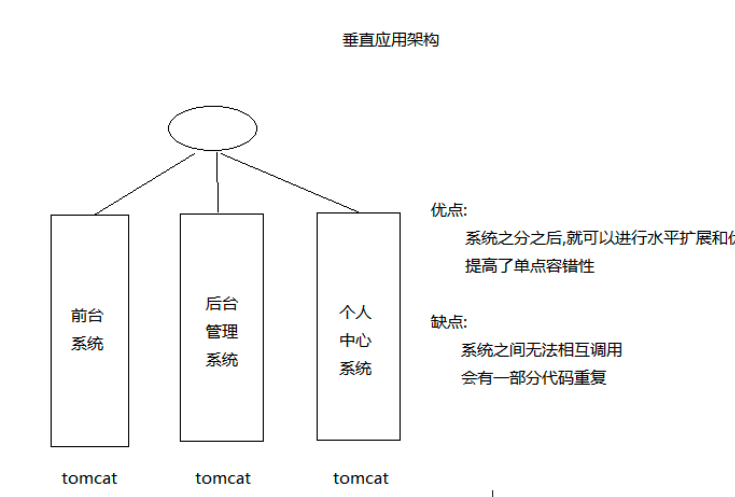 垂直应用架构
优点:
系统之分之后,就可以进行水平扩展和
提高了单点容错性
缺点:
系统之间无法相互调用
会有一部分代码重复
前台
系统
后台
管理
系统
个人
中心
系统
tomcat
tomcat
tomcat